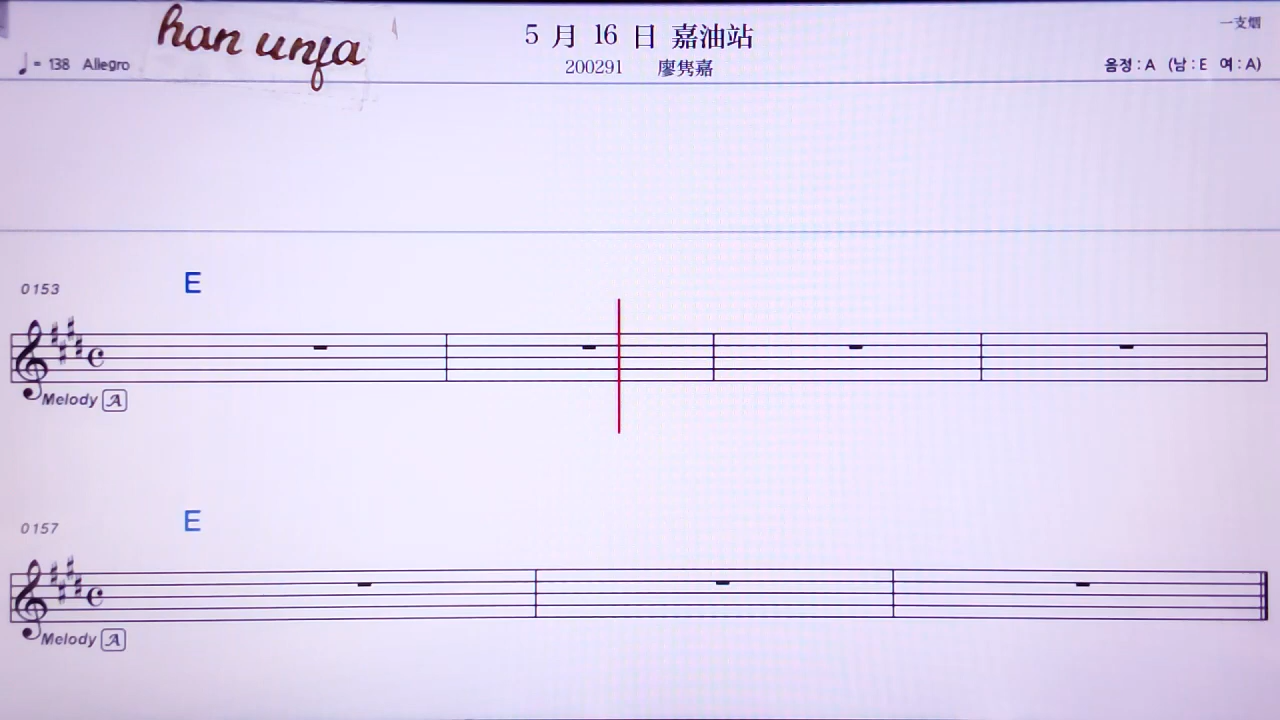 han unfa
5 月 16 日 嘉油站
一支烟
♩= 138 Allegro
200291 廖隽嘉
음정 : A (남 : E 여 : A)
0153
E
Melody A
0157
E
Melody A